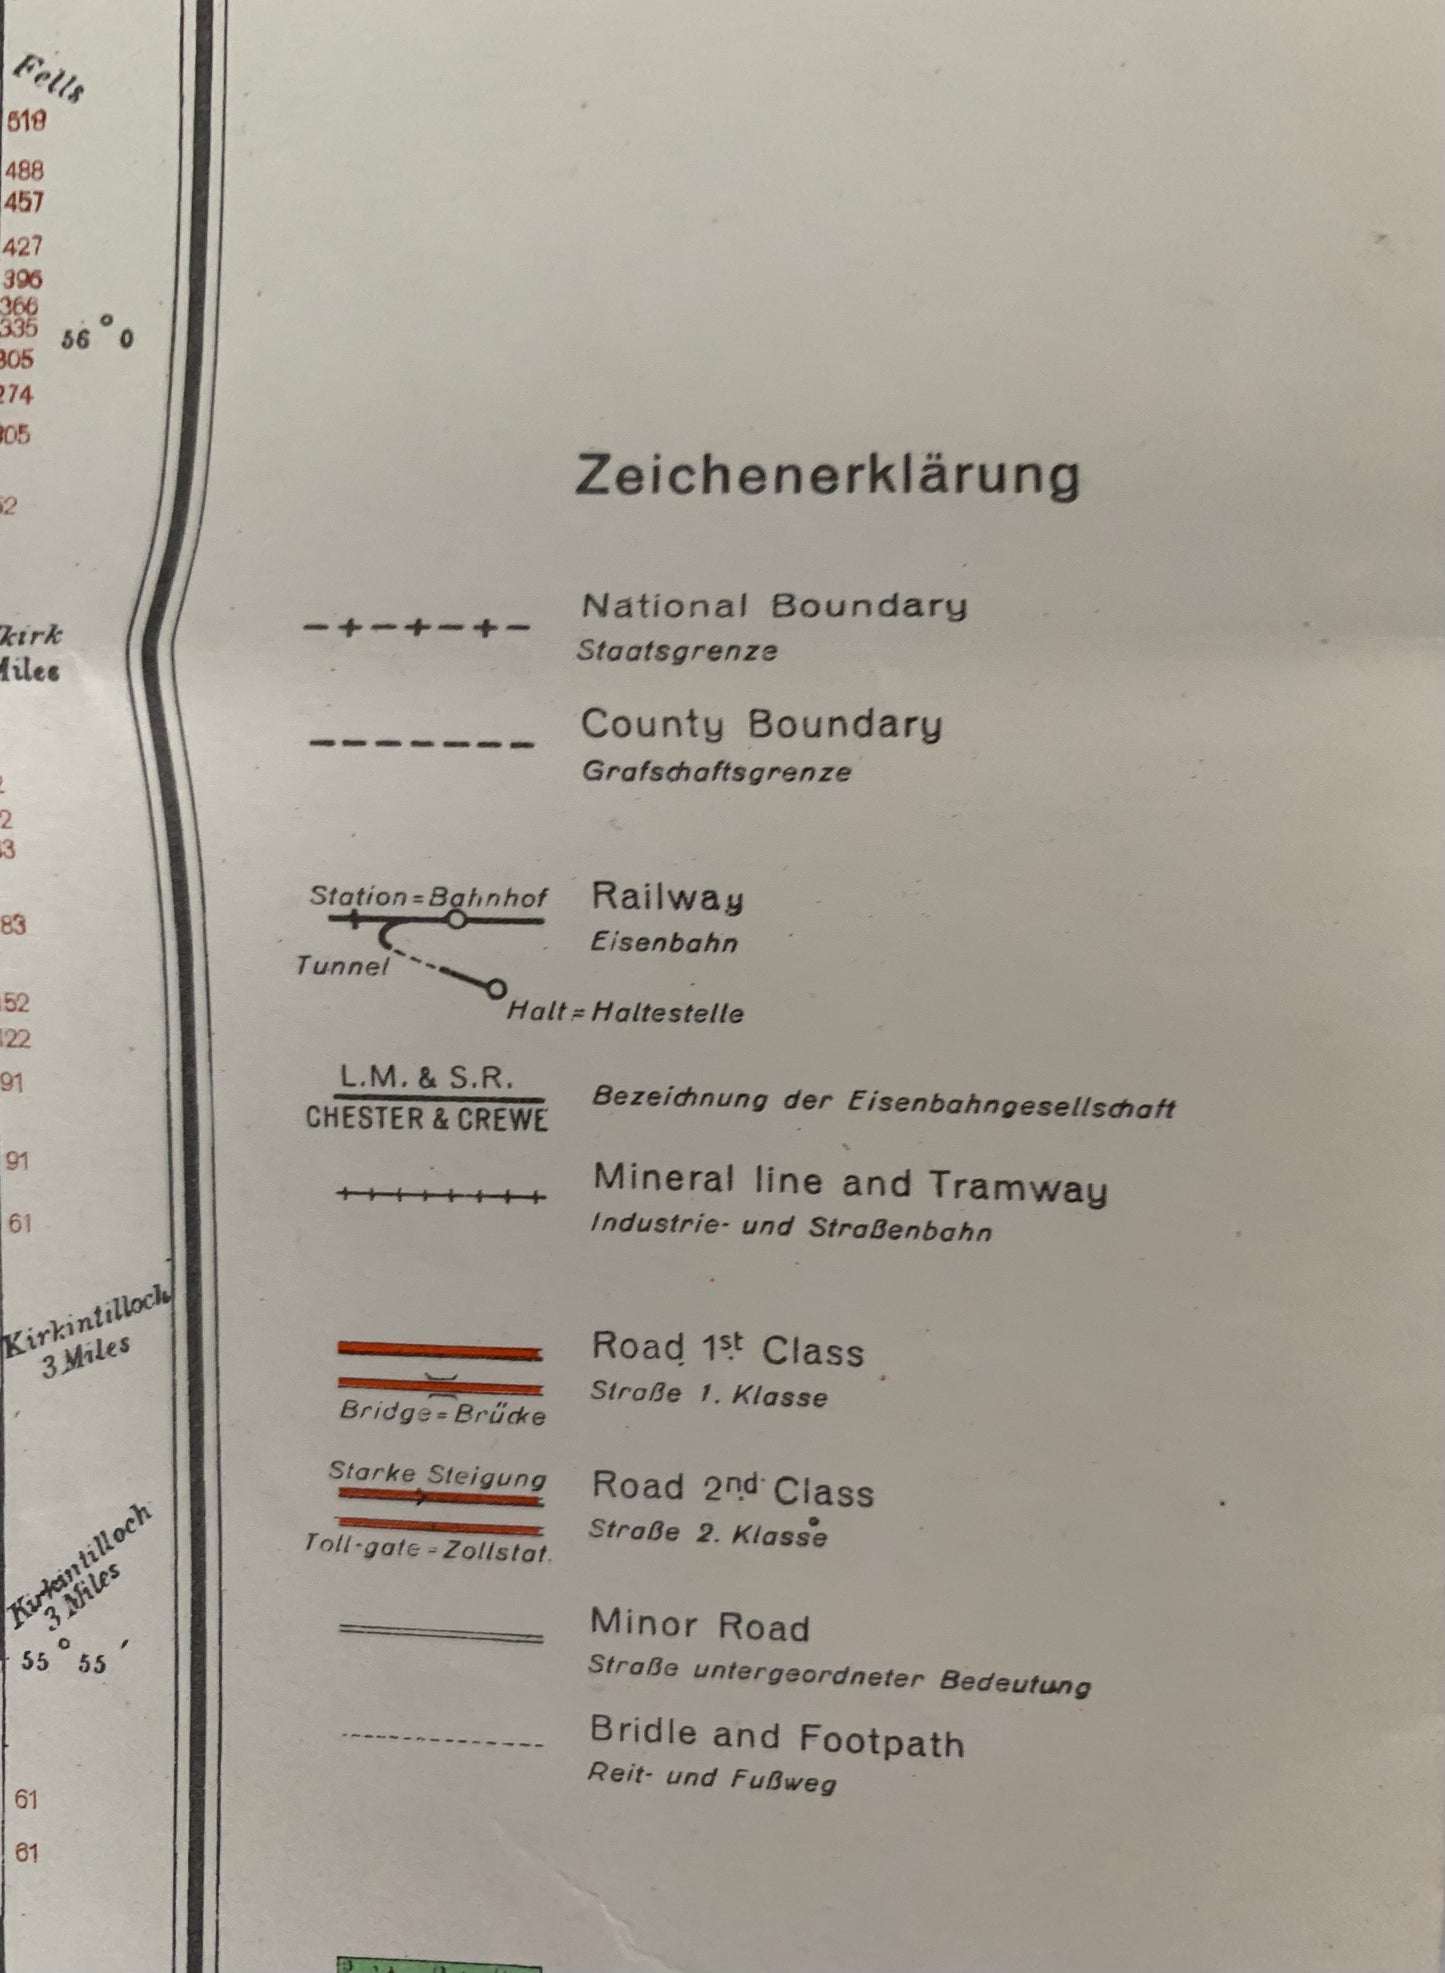 Fells
519
488
457
427
396
366
335
56° 0
305
274
305
kirk
Miles
83
152
122
91
91
61
Kirkintilloch
3 Miles
Kirkintilloch
3 Miles
55° 55′
61
61
Zeichenerklärung
National Boundary
Staatsgrenze
County Boundary
Grafschaftsgrenze
Station = Bahnhof
Railway
Eisenbahn
Tunnel
Halt = Haltestelle
L.M. & S.R.
CHESTER & CREWE
Bezeichnung der Eisenbahngesellschaft
Mineral line and Tramway
Industrie- und Straßenbahn
Road 1st. Class
Straße 1. Klasse
Bridge = Brücke
Starke Steigung
Road 2nd. Class
Straße 2. Klasse
Toll-gate = Zollstat.
Minor Road
Straße untergeordneter Bedeutung
Bridle and Footpath
Reit- und Fußweg